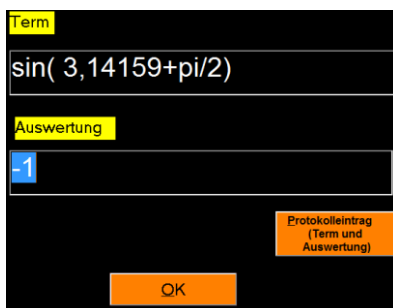 Term
sin( 3,14159+pi/2)
Auswertung
-1
Protokolleintrag
(Term und
Auswertung)
OK